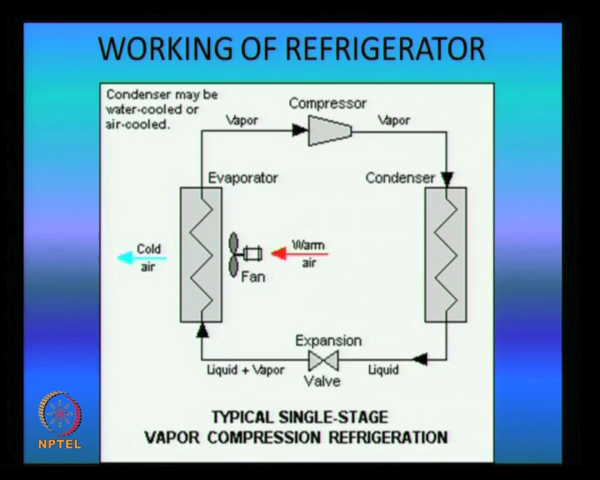 WORKING OF REFRIGERATOR
Condenser may be
water-cooled or
air-cooled.
Compressor
Vapor
Vapor
Evaporator
Condenser
Cold
air
Warm
air
Fan
Expansion
Valve
Liquid + Vapor
Liquid
TYPICAL SINGLE-STAGE
VAPOR COMPRESSION REFRIGERATION
NPTEL